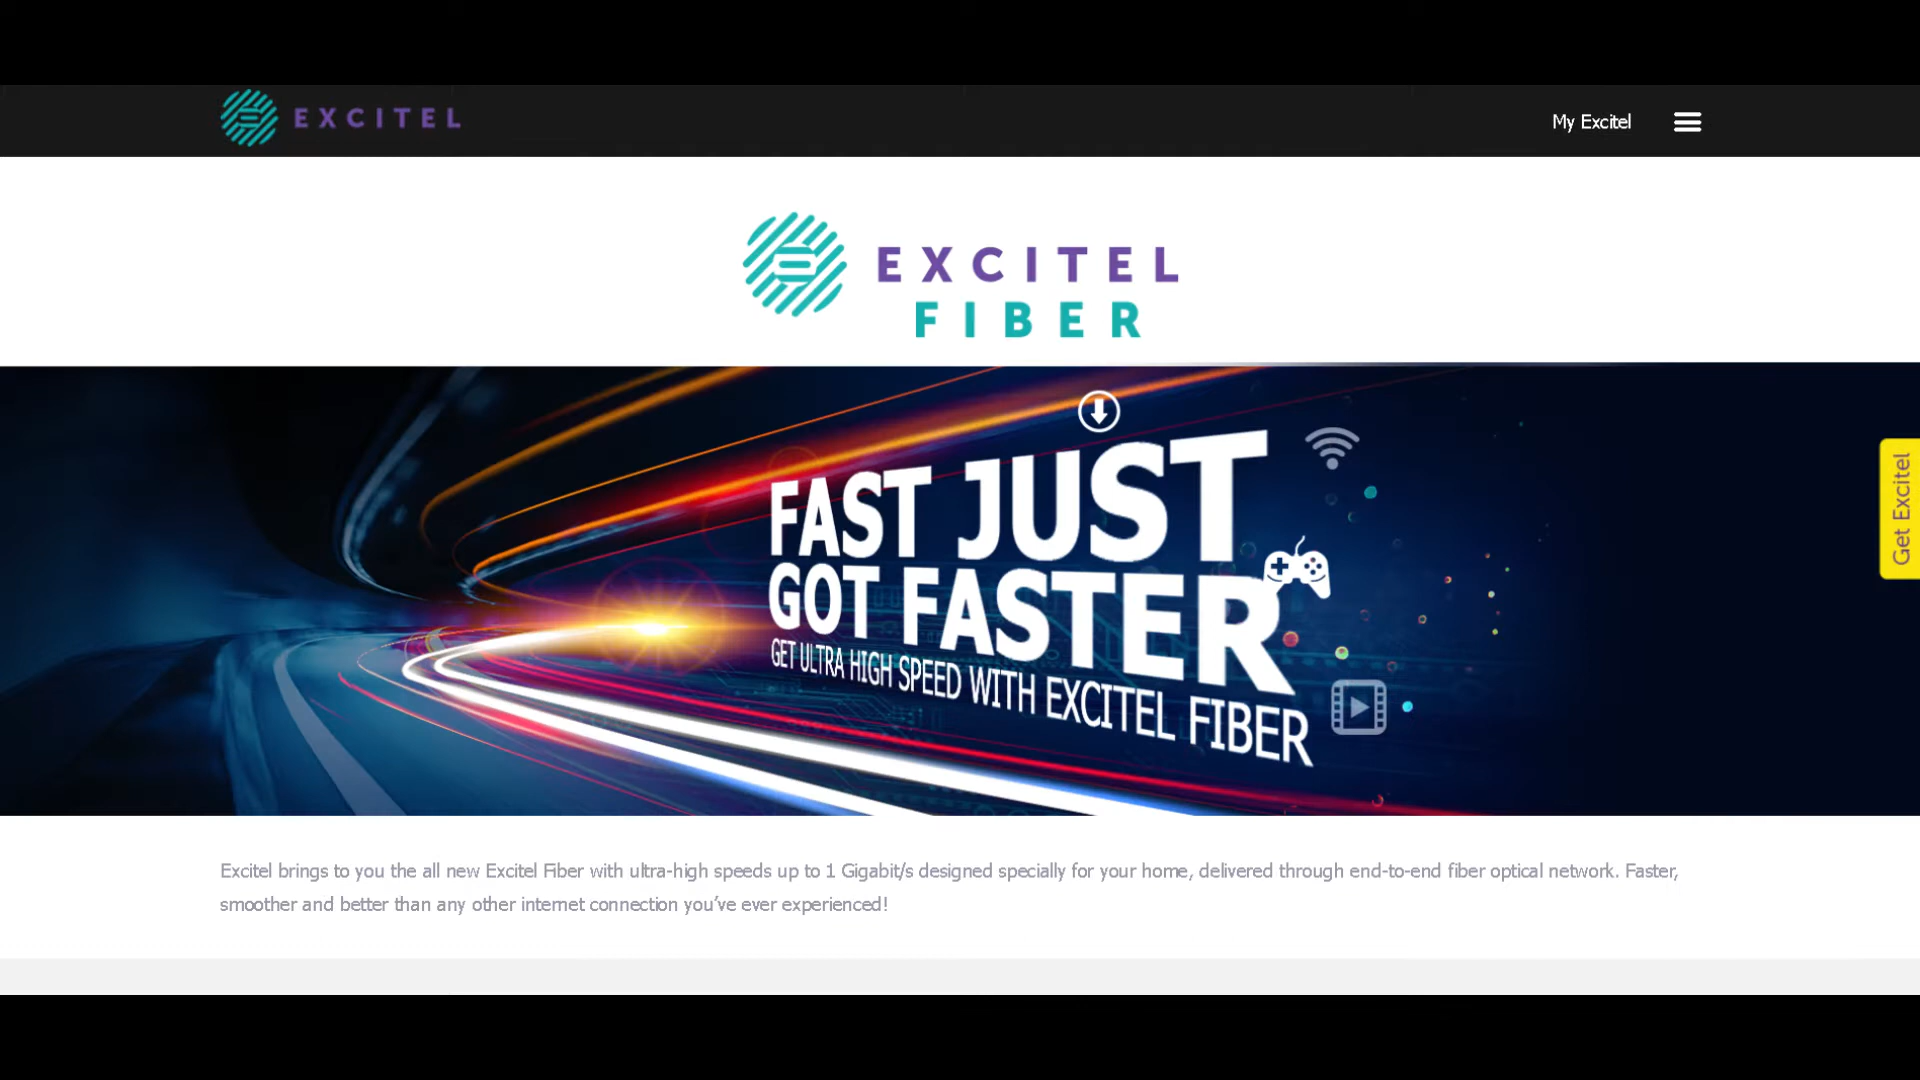 EXCITEL
My Excitel
EXCITEL
FIBER
FAST JUST
GOT FASTER
GET ULTRA HIGH SPEED WITH EXCITEL FIBER
Get Excitel
Excitel brings to you the all new Excitel Fiber with ultra-high speeds up to 1 Gigabit/s designed specially for your home, delivered through end-to-end fiber optical network. Faster,
smoother and better than any other internet connection you’ve ever experienced!